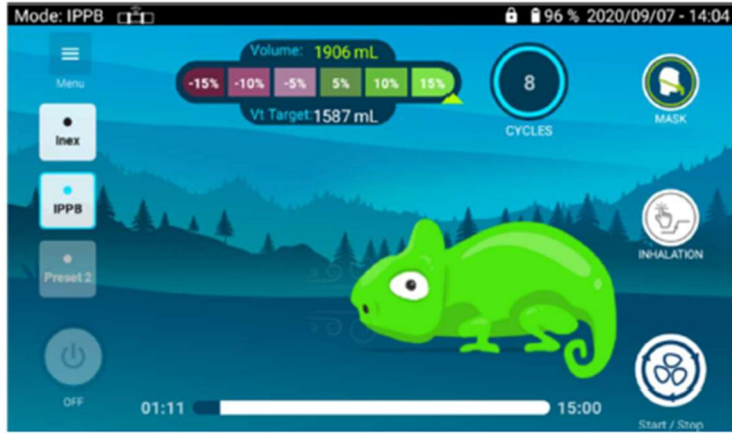 Mode: IPPB
96 % 2020/09/07 - 14:04
Menu
Volume: 1906 mL
-15% -10% -5% 5% 10% 15%
Vt Target: 1587 mL
8
CYCLES
MASK
Inex
IPPB
INHALATION
Preset 2
OFF
01:11
15:00
Start / Stop